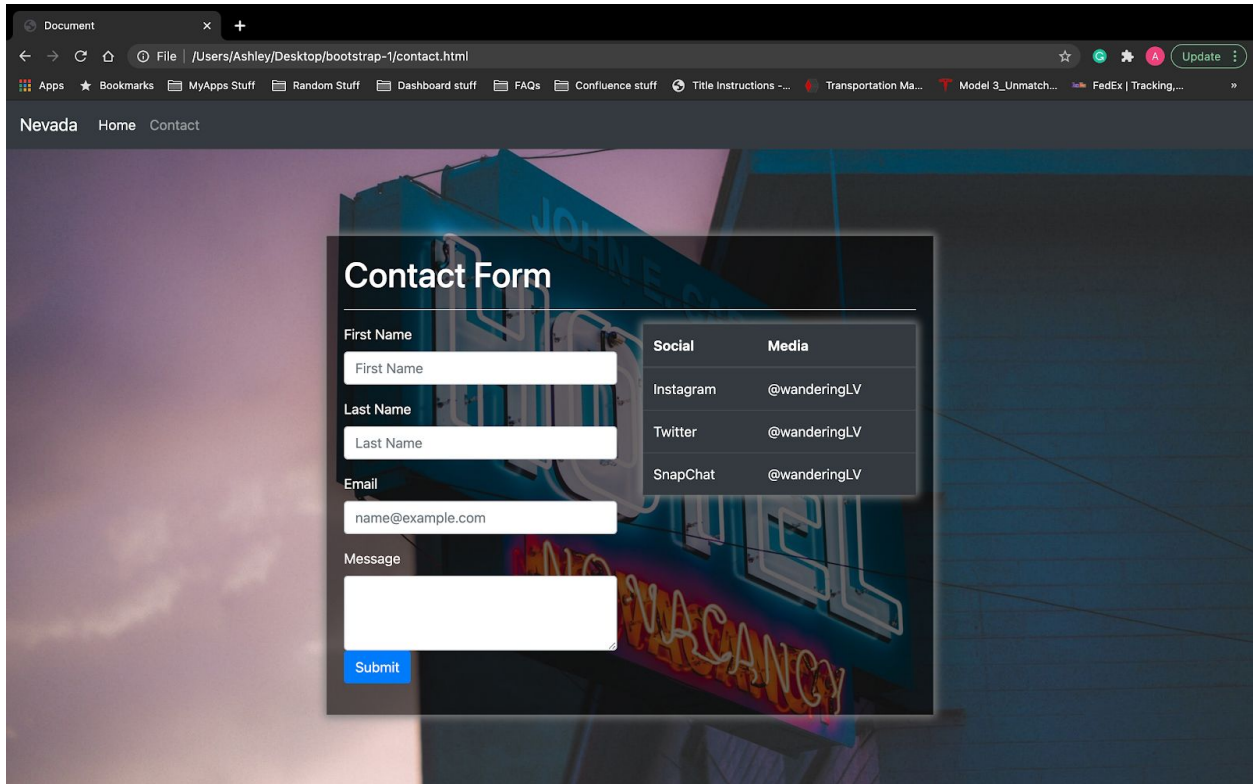 Document
File | /Users/Ashley/Desktop/bootstrap-1/contact.html
Update
Apps Bookmarks MyApps Stuff Random Stuff Dashboard stuff FAQs Confluence stuff Title Instructions -... Transportation Ma... Model 3_Unmatch... FedEx | Tracking,... »
Nevada Home Contact
JOHN E.
Contact Form
First Name
First Name
Last Name
Last Name
Email
name@example.com
Message
Submit
Social Media
Instagram @wanderingLV
Twitter @wanderingLV
SnapChat @wanderingLV
HOTEL
NO VACANCY